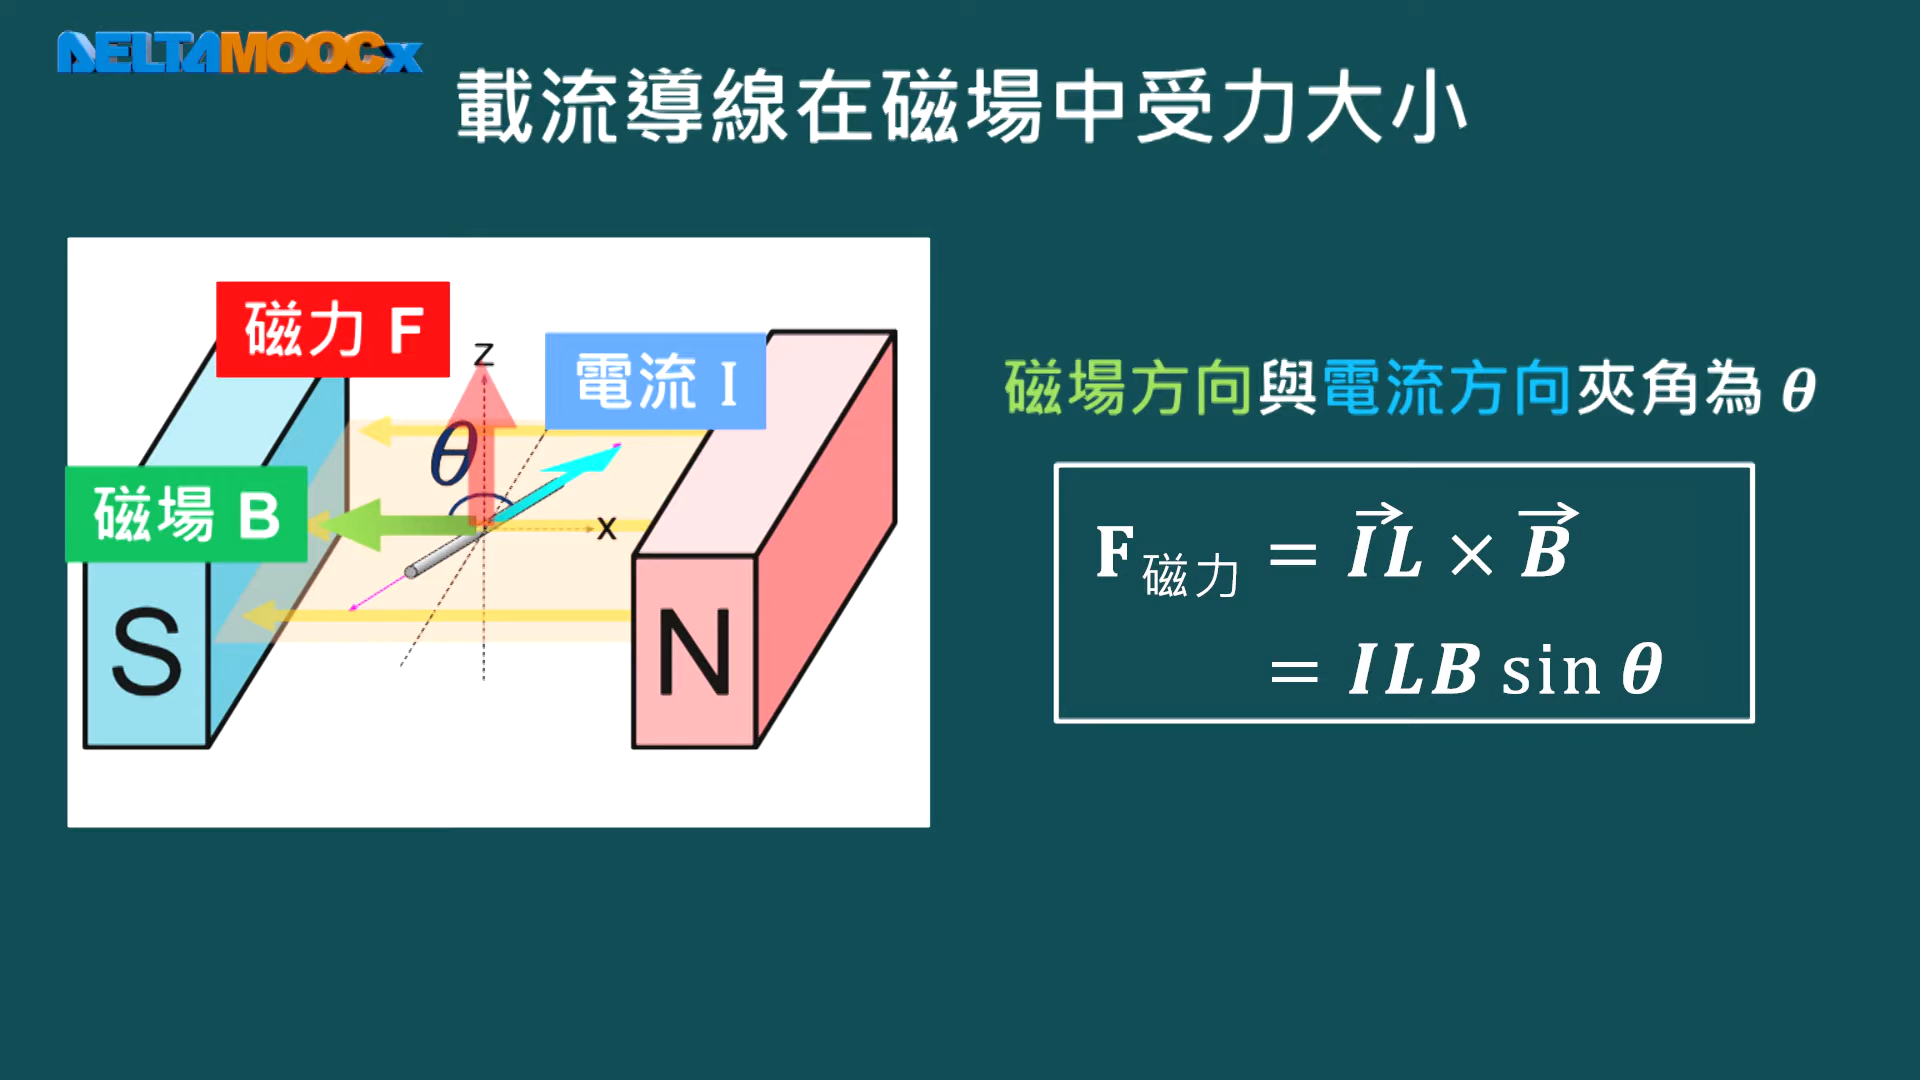 DELTAMOOCx
載流導線在磁場中受力大小
磁力 F
z
電流 I
θ
磁場 B
x
S
N
磁場方向與電流方向夾角為 θ
F磁力 = I⃗L × B⃗
= ILB sin θ